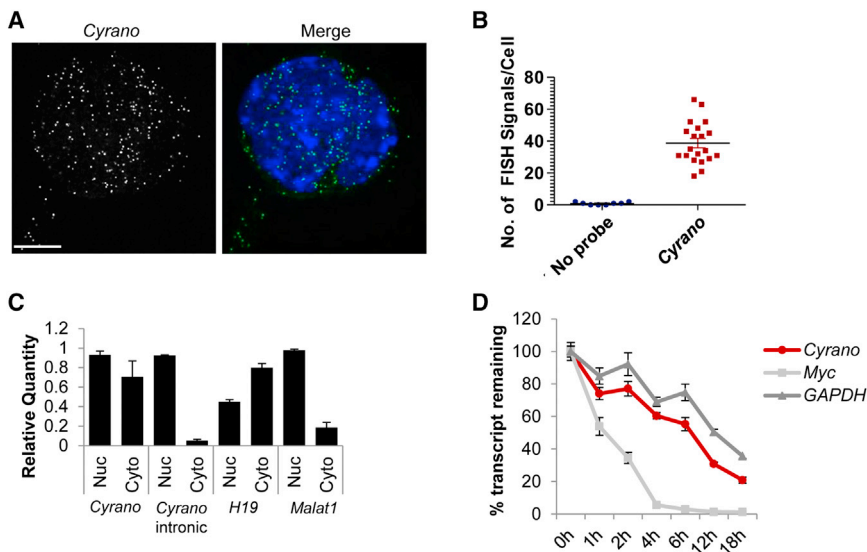 A
Cyrano
Merge
B
No. of FISH Signals/Cell
80
60
40
20
0
No probe
Cyrano
C
Relative Quantity
1.2
1
0.8
0.6
0.4
0.2
0
Nuc Cyto Nuc Cyto Nuc Cyto Nuc Cyto
Cyrano Cyrano H19 Malat1
intronic
D
% transcript remaining
120
100
80
60
40
20
0
0h 1h 2h 4h 6h 12h 18h
Cyrano
Myc
GAPDH